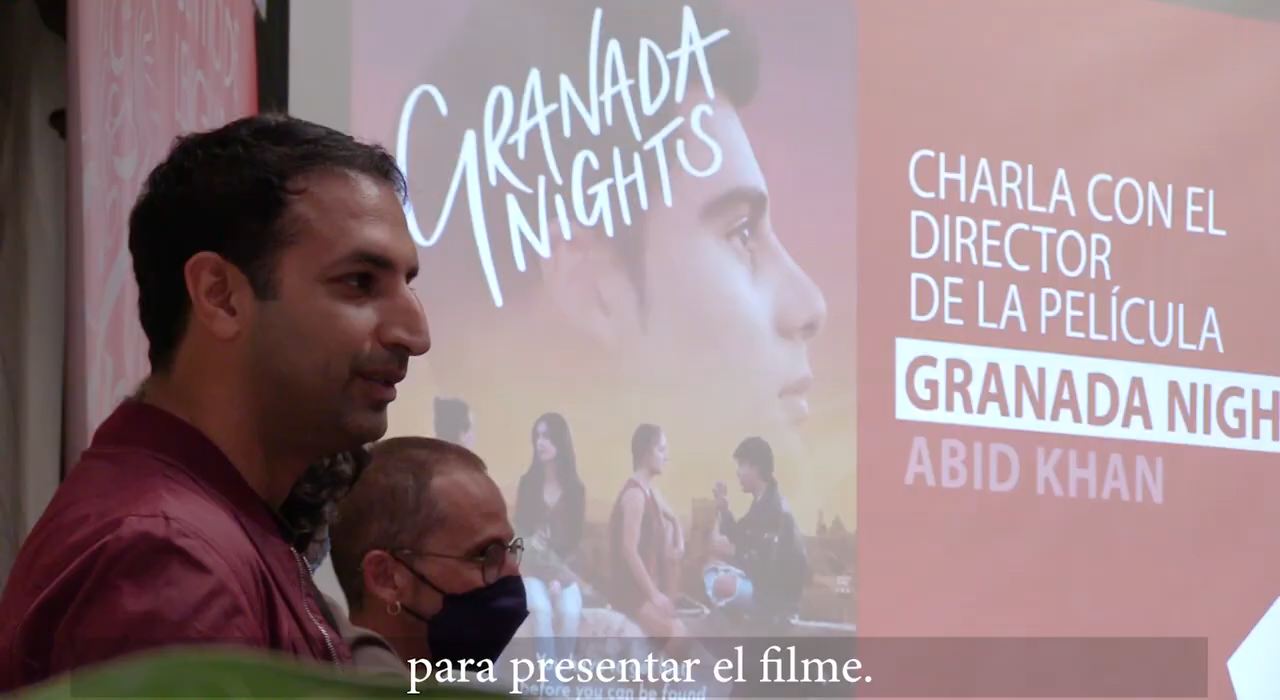 GRANADA
NIGHTS
CHARLA CON EL
DIRECTOR
DE LA PELÍCULA
GRANADA NIGH
ABID KHAN
para presentar el filme.
before you can be found